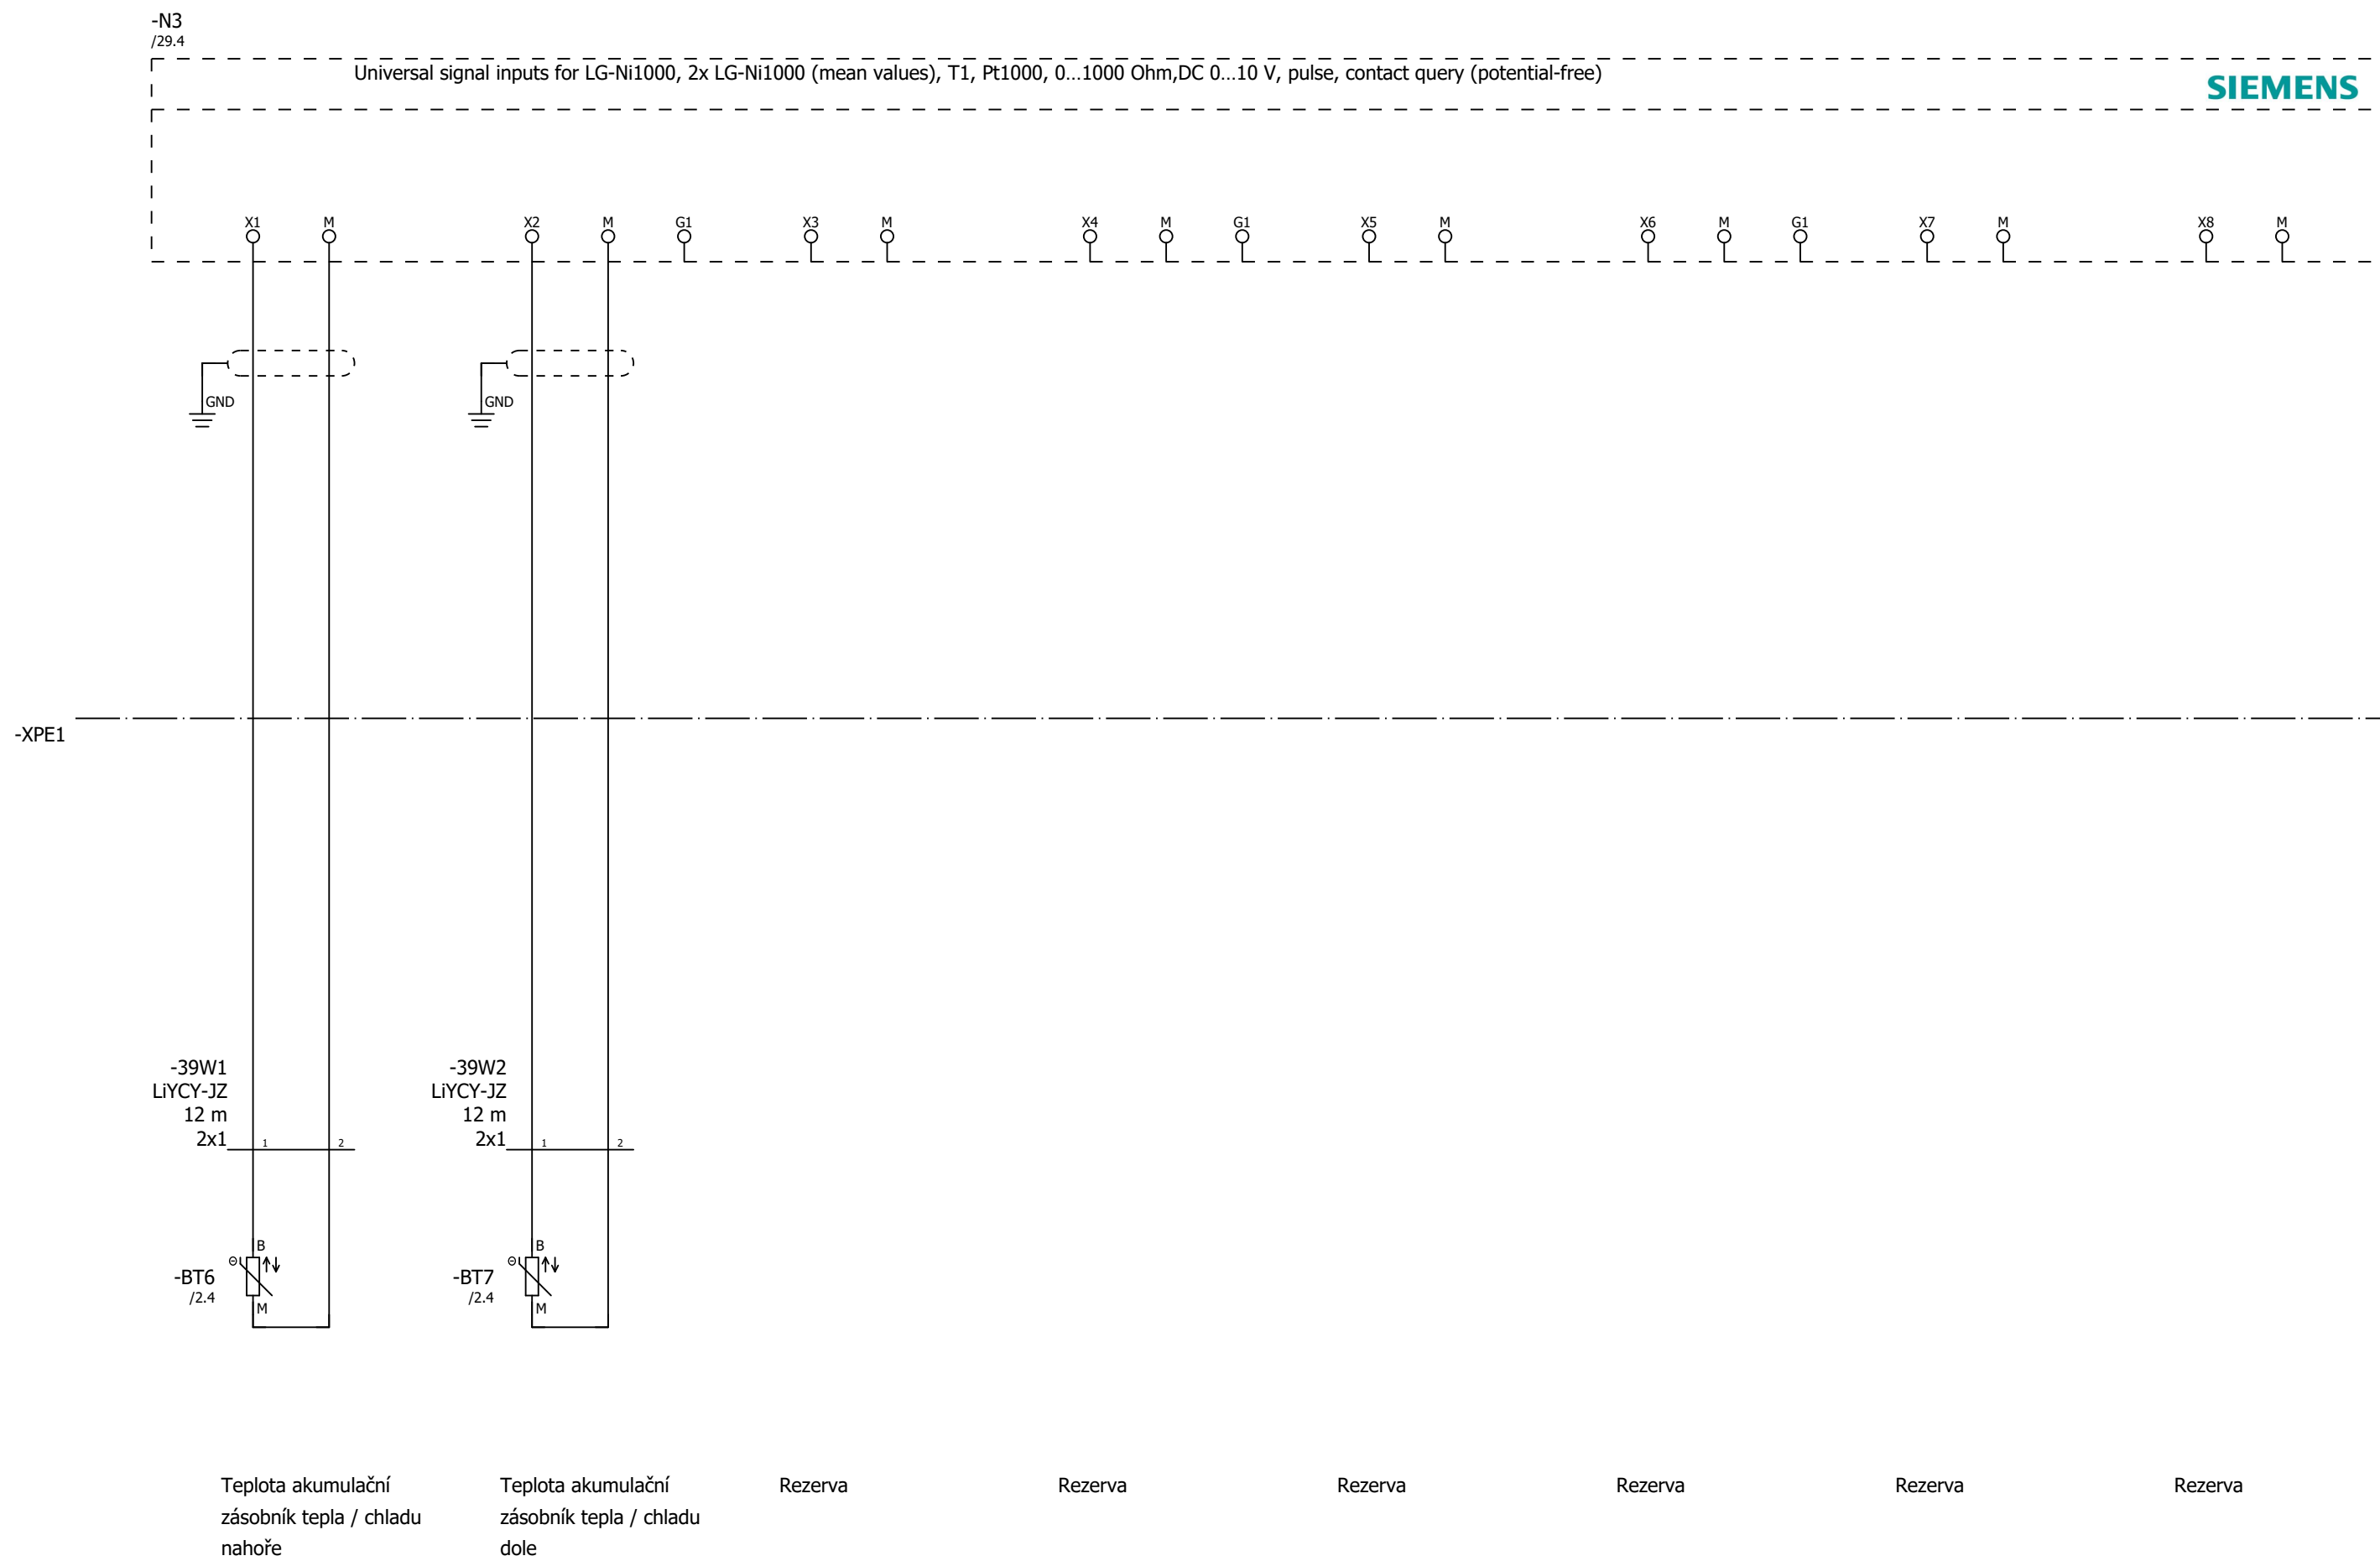 -N3
/29.4
Universal signal inputs for LG-Ni1000, 2x LG-Ni1000 (mean values), T1, Pt1000, 0...1000 Ohm,DC 0...10 V, pulse, contact query (potential-free)
SIEMENS
X1 M X2 M G1 X3 M X4 M G1 X5 M X6 M G1 X7 M X8 M
GND GND
-XPE1
-39W1
LiYCY-JZ
12 m
2x1
1 2
-39W2
LiYCY-JZ
12 m
2x1
1 2
B
Θ
-BT6
/2.4
M
B
Θ
-BT7
/2.4
M
Teplota akumulační
zásobník tepla / chladu
nahoře
Teplota akumulační
zásobník tepla / chladu
dole
Rezerva
Rezerva
Rezerva
Rezerva
Rezerva
Rezerva